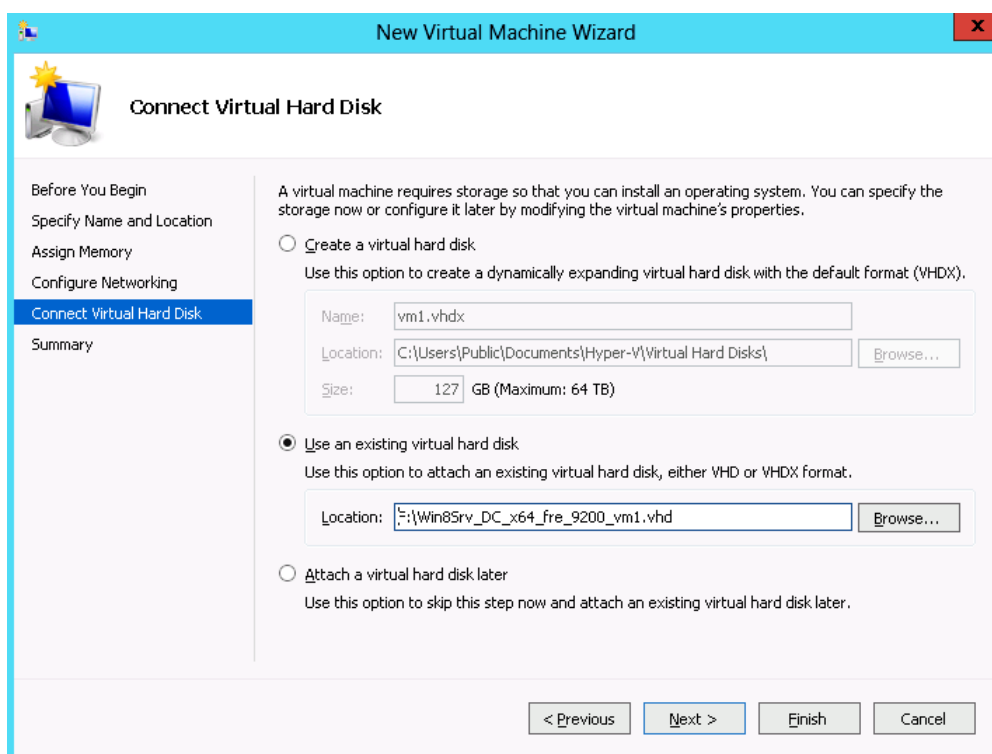 New Virtual Machine Wizard
x
Connect Virtual Hard Disk
Before You Begin
Specify Name and Location
Assign Memory
Configure Networking
Connect Virtual Hard Disk
Summary
A virtual machine requires storage so that you can install an operating system. You can specify the
storage now or configure it later by modifying the virtual machine's properties.
Create a virtual hard disk
Use this option to create a dynamically expanding virtual hard disk with the default format (VHDX).
Name: vm1.vhdx
Location: C:\Users\Public\Documents\Hyper-V\Virtual Hard Disks\ Browse...
Size: 127 GB (Maximum: 64 TB)
Use an existing virtual hard disk
Use this option to attach an existing virtual hard disk, either VHD or VHDX format.
Location: F:\Win8Srv_DC_x64_fre_9200_vm1.vhd Browse...
Attach a virtual hard disk later
Use this option to skip this step now and attach an existing virtual hard disk later.
< Previous Next > Finish Cancel